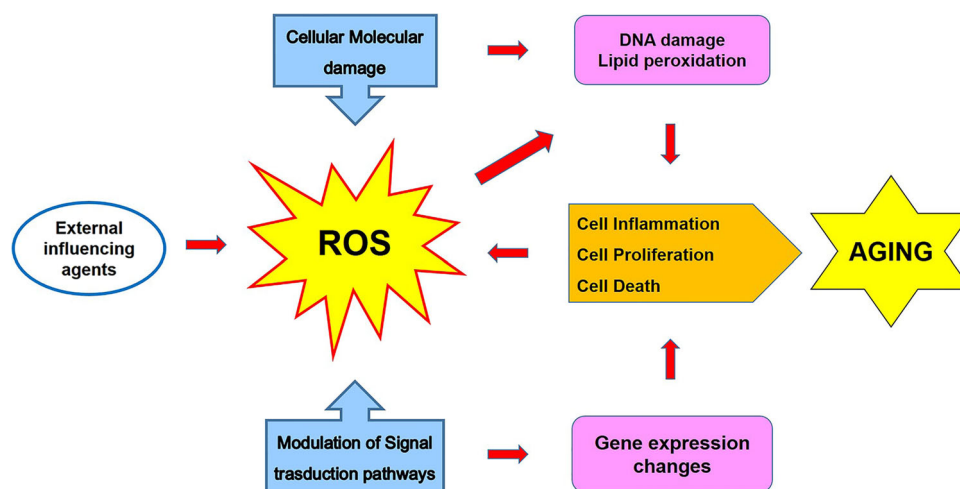 Cellular Molecular
damage
DNA damage
Lipid peroxidation
External
influencing
agents
ROS
Cell Inflammation
Cell Proliferation
Cell Death
AGING
Modulation of Signal
trasduction pathways
Gene expression
changes